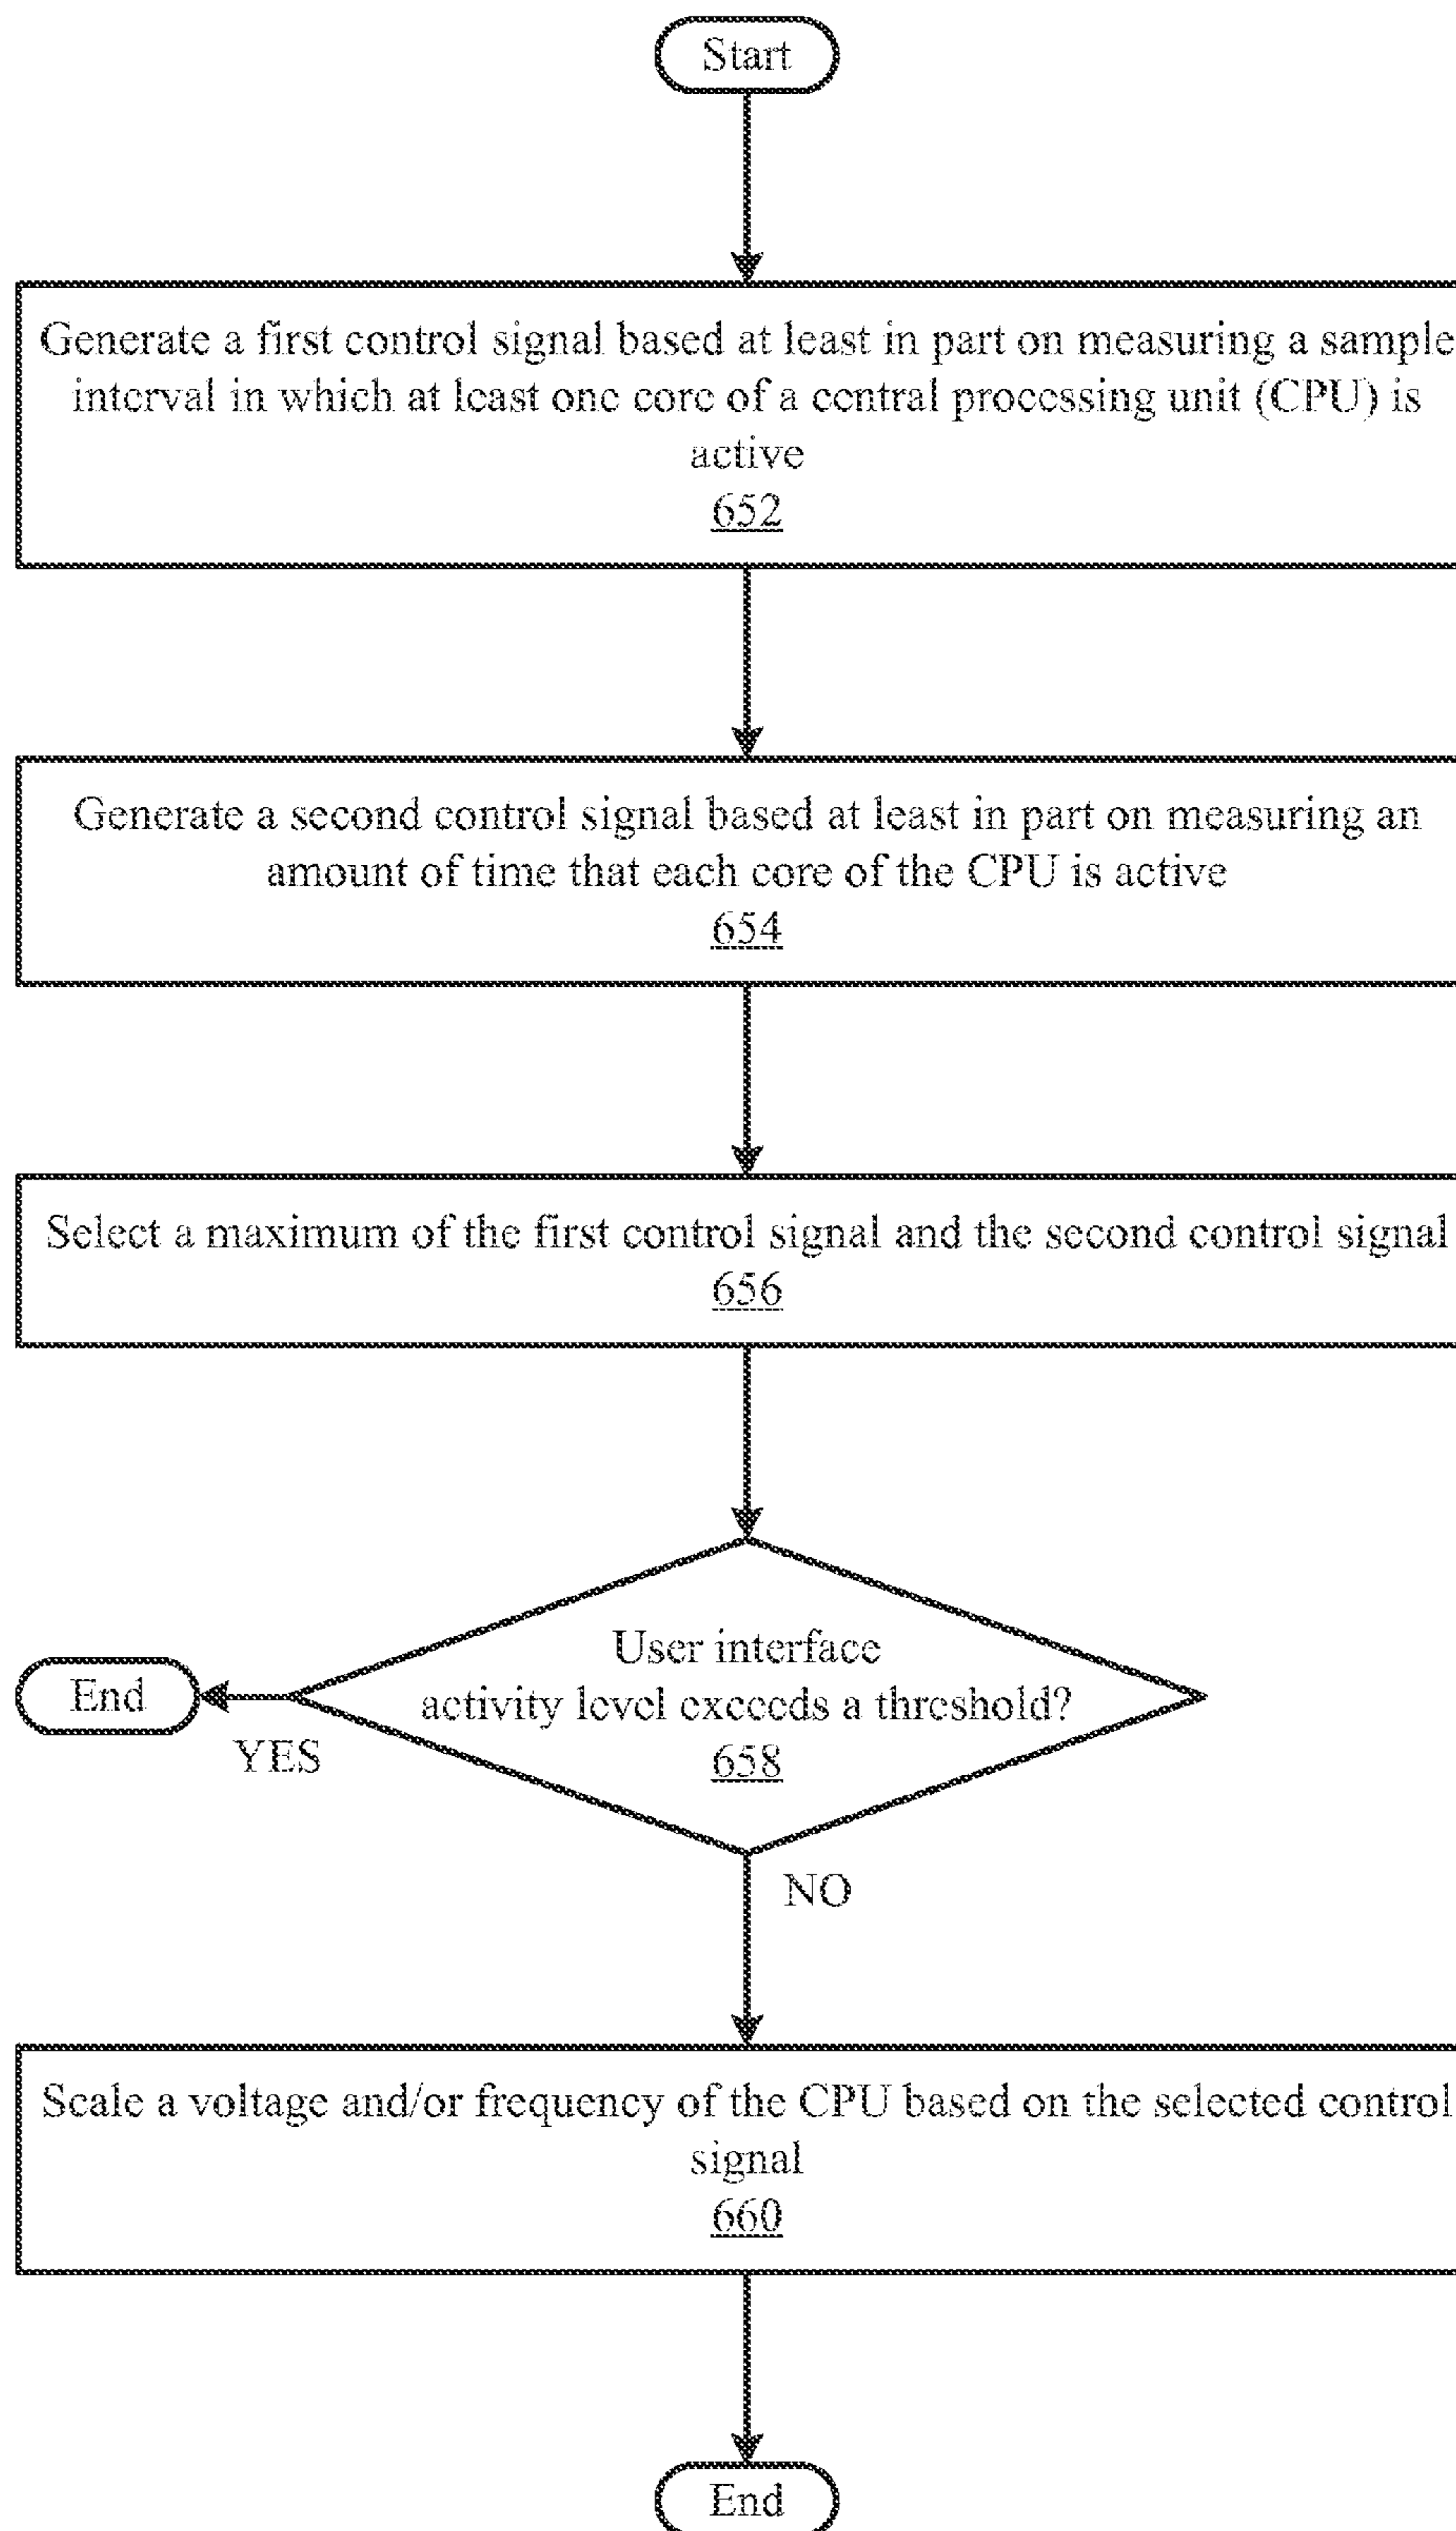 Start
Generate a first control signal based at least in part on measuring a sample
interval in which at least one core of a central processing unit (CPU) is
active
652
Generate a second control signal based at least in part on measuring an
amount of time that each core of the CPU is active
654
Select a maximum of the first control signal and the second control signal
656
User interface
activity level exceeds a threshold?
658
End
YES
NO
Scale a voltage and/or frequency of the CPU based on the selected control
signal
660
End